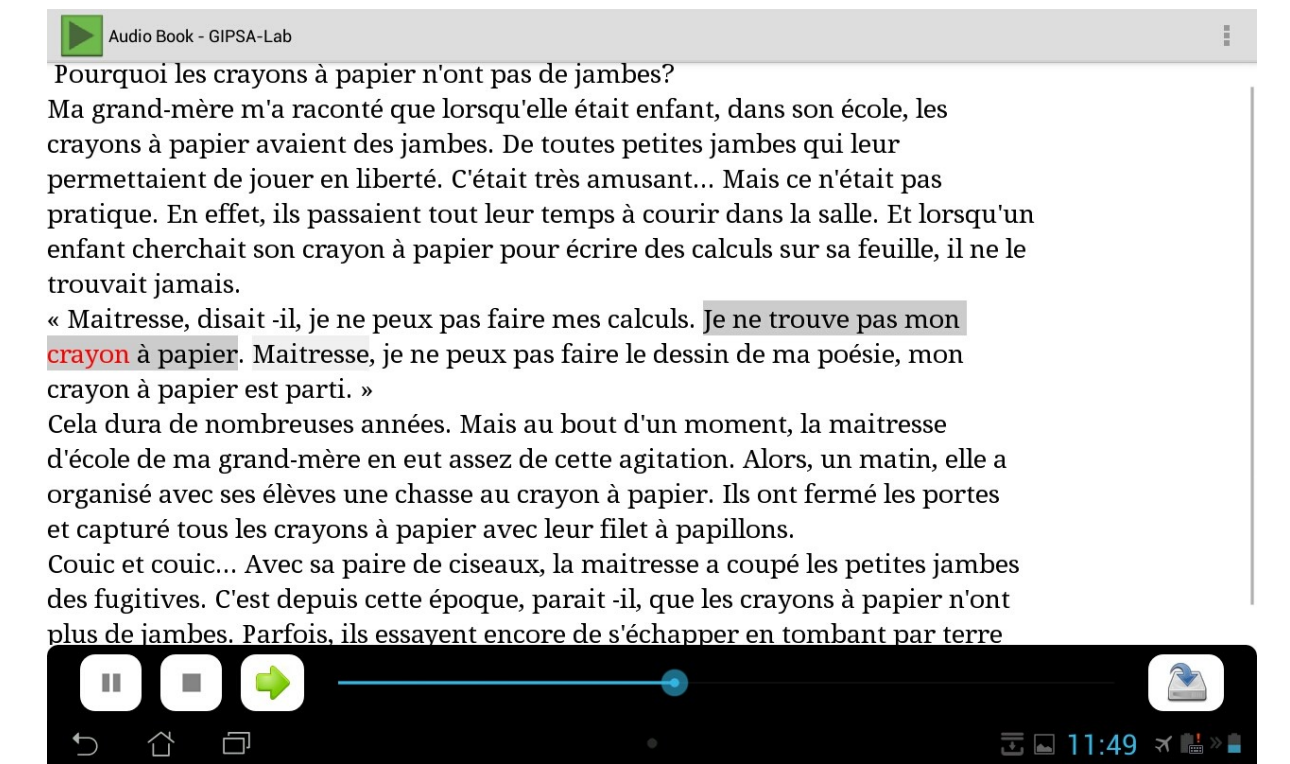 Audio Book - GIPSA-Lab
Pourquoi les crayons à papier n'ont pas de jambes?
Ma grand-mère m'a raconté que lorsqu'elle était enfant, dans son école, les
crayons à papier avaient des jambes. De toutes petites jambes qui leur
permettaient de jouer en liberté. C'était très amusant... Mais ce n'était pas
pratique. En effet, ils passaient tout leur temps à courir dans la salle. Et lorsqu'un
enfant cherchait son crayon à papier pour écrire des calculs sur sa feuille, il ne le
trouvait jamais.
« Maitresse, disait -il, je ne peux pas faire mes calculs. Je ne trouve pas mon
crayon à papier. Maitresse, je ne peux pas faire le dessin de ma poésie, mon
crayon à papier est parti. »
Cela dura de nombreuses années. Mais au bout d'un moment, la maitresse
d'école de ma grand-mère en eut assez de cette agitation. Alors, un matin, elle a
organisé avec ses élèves une chasse au crayon à papier. Ils ont fermé les portes
et capturé tous les crayons à papier avec leur filet à papillons.
Couic et couic... Avec sa paire de ciseaux, la maitresse a coupé les petites jambes
des fugitives. C'est depuis cette époque, parait -il, que les crayons à papier n'ont
plus de jambes. Parfois, ils essayent encore de s'échapper en tombant par terre
11:49